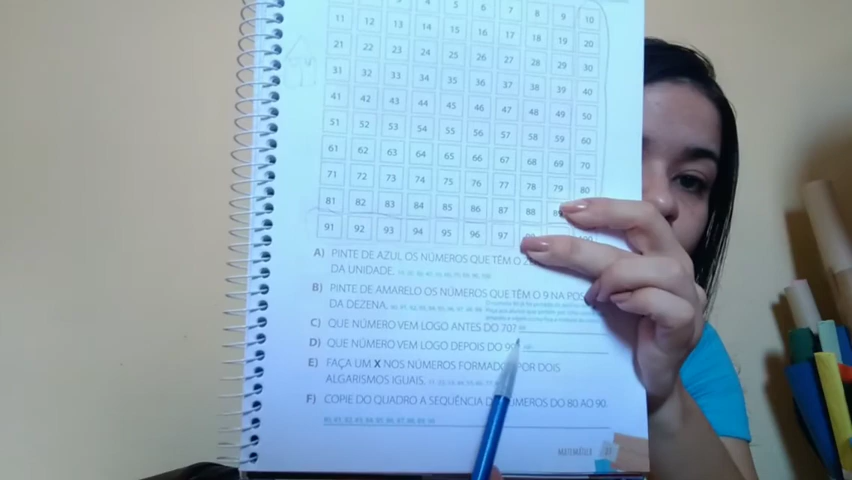 4 5 6 7 8 9 10
11 12 13 14 15 16 17 18 19 20
21 22 23 24 25 26 27 28 29 30
31 32 33 34 35 36 37 38 39 40
41 42 43 44 45 46 47 48 49 50
51 52 53 54 55 56 57 58 59 60
61 62 63 64 65 66 67 68 69 70
71 72 73 74 75 76 77 78 79 80
81 82 83 84 85 86 87 88
91 92 93 94 95 96 97
A) PINTE DE AZUL OS NÚMEROS QUE TÊM O
DA UNIDADE.
B) PINTE DE AMARELO OS NÚMEROS QUE TÊM O 9 NA
DA DEZENA.
C) QUE NÚMERO VEM LOGO ANTES DO 70?
D) QUE NÚMERO VEM LOGO DEPOIS DO
E) FAÇA UM X NOS NÚMEROS FORMADOS POR DOIS
ALGARISMOS IGUAIS.
F) COPIE DO QUADRO A SEQUÊNCIA DE NÚMEROS DO 80 AO 90.
MATEMÁTICA